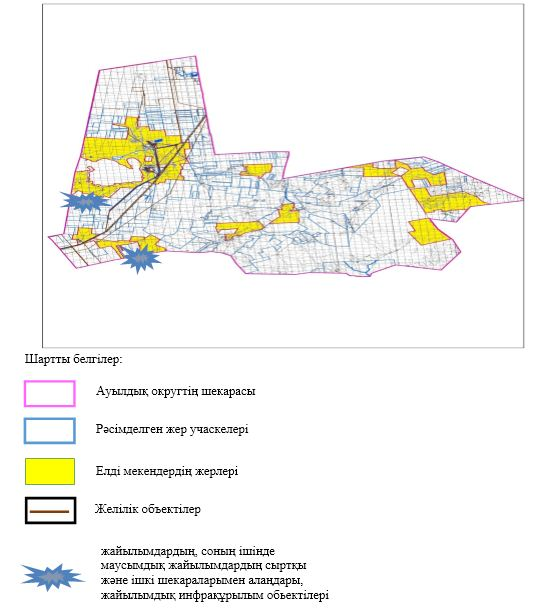 Шартты белгілер:
Ауылдық округтің шекарасы
Рәсімделген жер учаскелері
Елді мекендердің жерлері
Желілік объектілер
жайылымдардың, соның ішінде
маусымдық жайылымдардың сыртқы
және ішкі шекараларымен алаңдары,
жайылымдық инфрақұрылым объектілері